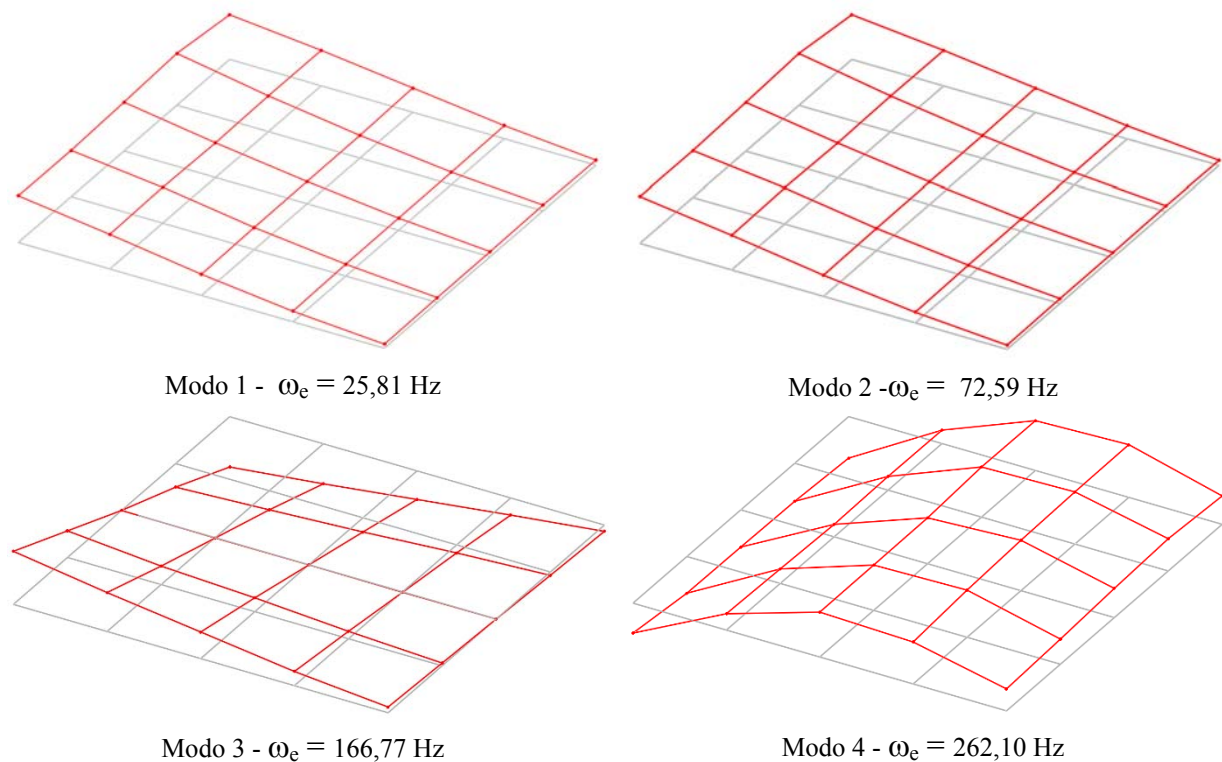 Modo 1 - ωe = 25,81 Hz
Modo 2 -ωe = 72,59 Hz
Modo 3 - ωe = 166,77 Hz
Modo 4 - ωe = 262,10 Hz